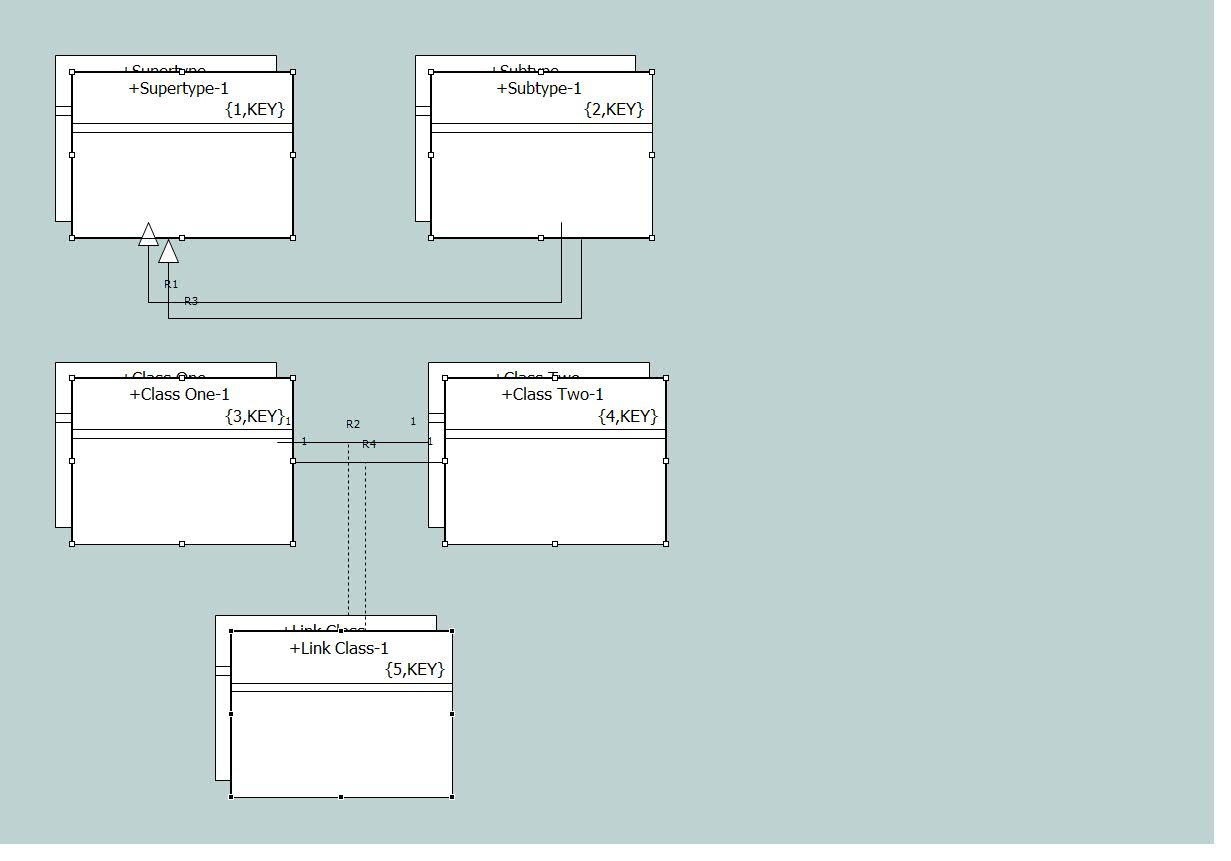 +Supertype
+Subtype
+Supertype-1
{1,KEY}
+Subtype-1
{2,KEY}
R1
R3
+Class One
+Class Two
+Class One-1
{3,KEY}
+Class Two-1
{4,KEY}
1
R2
1
1
R4
1
+Link Class
+Link Class-1
{5,KEY}